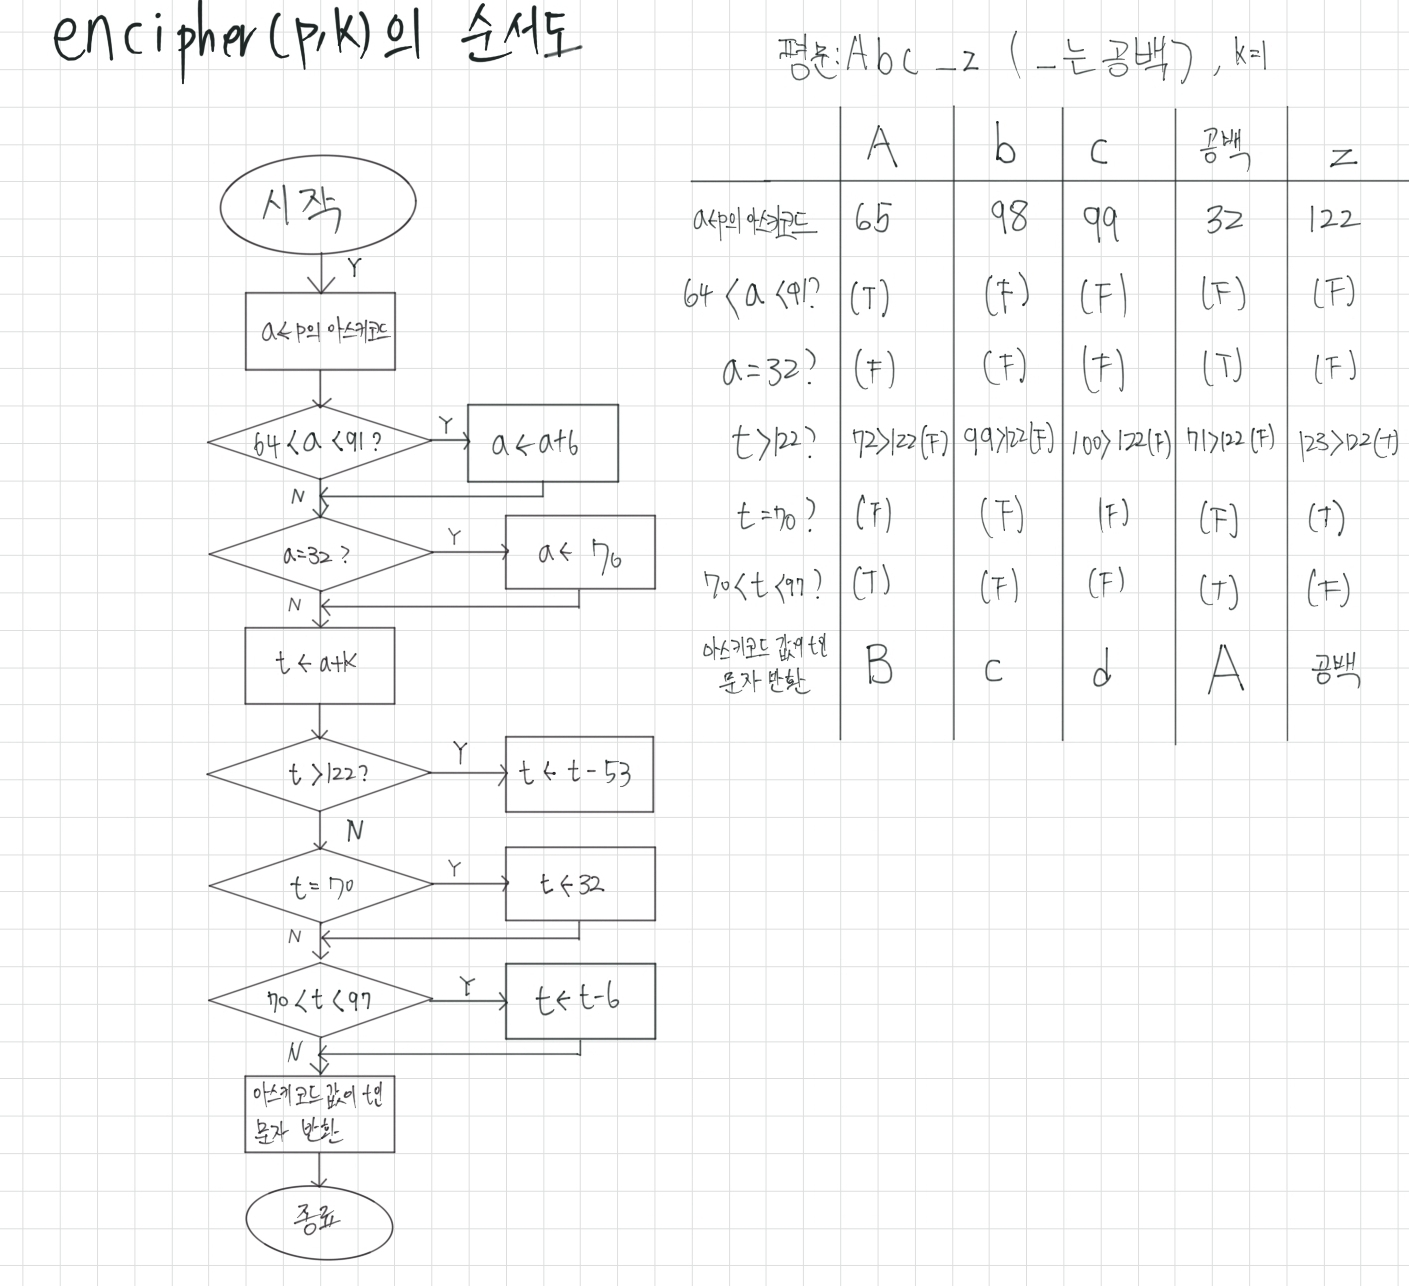 encipher(p,k)의 순서도
평문:Abc_z (_는공백), k=1
시작
Y
a←p의 아스키코드
64<a<91?
Y
a←a+6
N
a=32?
Y
a← 70
N
t←a+k
t>122?
Y
t← t-53
N
t=70
Y
t←32
N
70<t<97
Y
t←t-6
N
아스키코드 값이 t인
문자 반환
종료
A b c 공백 z
a←p의 아스키코드 65 98 99 32 122
64<a<91? (T) (F) (F) (F) (F)
a=32? (F) (F) (F) (T) (F)
t>122? 72>122(F) 99>122(F) 100>122(F) 71>122(F) 123>122(T)
t=70? (F) (F) (F) (F) (T)
70<t<97? (T) (F) (F) (T) (F)
아스키코드 값이 t인
문자 반환 B c d A 공백